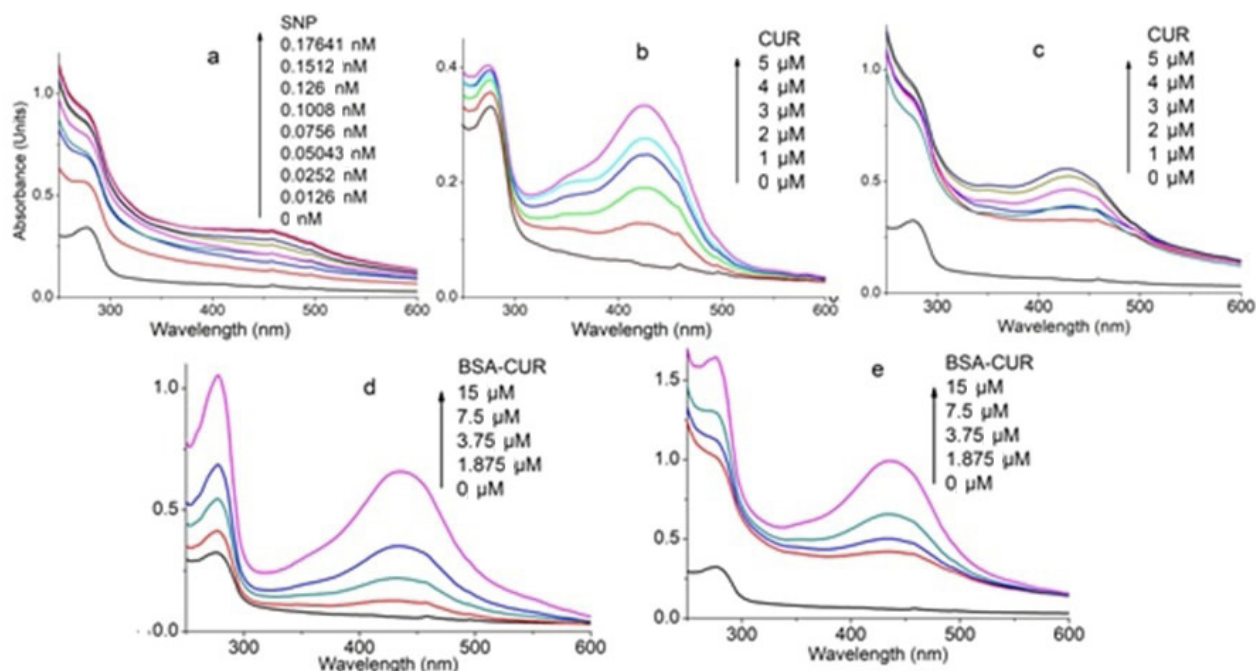 a
SNP
0.17641 nM
0.1512 nM
0.126 nM
0.1008 nM
0.0756 nM
0.05043 nM
0.0252 nM
0.0126 nM
0 nM
Absorbance (Units)
1.0
0.5
0.0
300 400 500 600
Wavelength (nm)
b
CUR
5 µM
4 µM
3 µM
2 µM
1 µM
0 µM
0.4
0.2
0.0
300 400 500 600
Wavelength (nm)
c
CUR
5 µM
4 µM
3 µM
2 µM
1 µM
0 µM
1.0
0.5
0.0
300 400 500 600
Wavelength (nm)
d
BSA-CUR
15 µM
7.5 µM
3.75 µM
1.875 µM
0 µM
1.0
0.5
0.0
300 400 500 600
Wavelength (nm)
e
BSA-CUR
15 µM
7.5 µM
3.75 µM
1.875 µM
0 µM
1.5
1.0
0.5
0.0
300 400 500 600
Wavelength (nm)